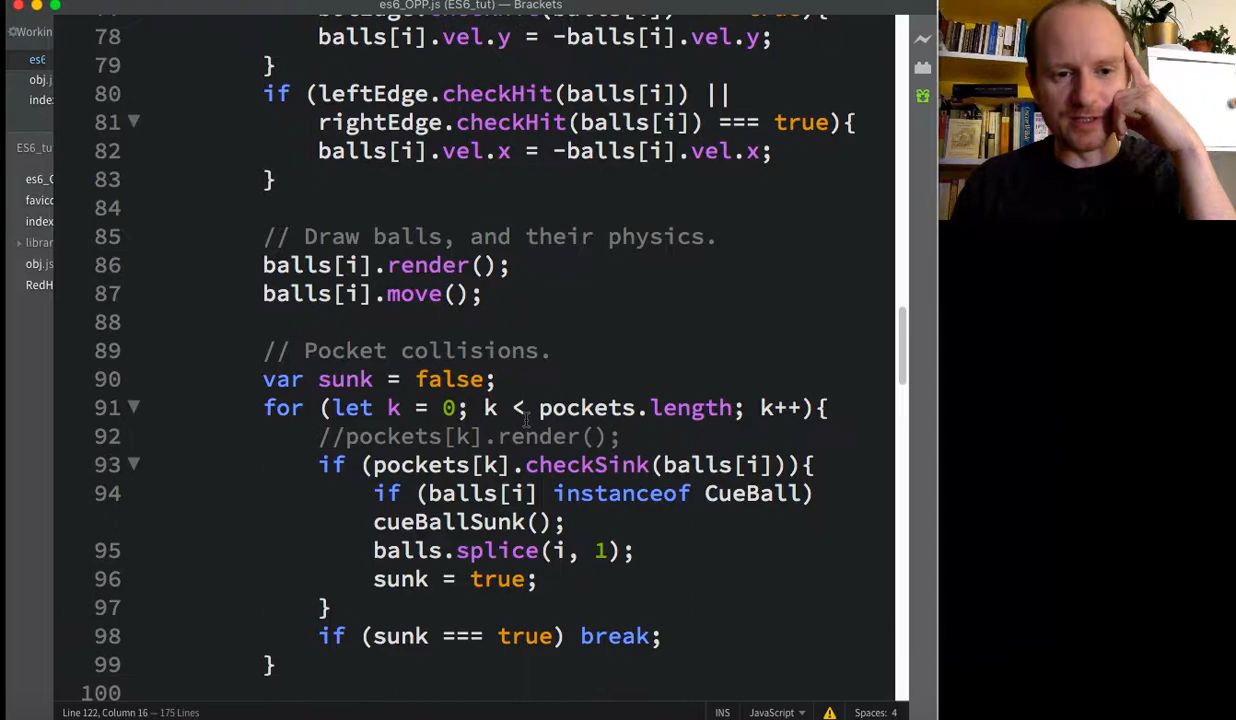 es6_OPP.js (ES6_tut) — Brackets
Workin
es6
obj.j
index
ES6_tu
es6_O
favico
index
librar
obj.js
RedH
78 balls[i].vel.y = -balls[i].vel.y;
79 }
80 if (leftEdge.checkHit(balls[i]) ||
81 rightEdge.checkHit(balls[i]) === true){
82 balls[i].vel.x = -balls[i].vel.x;
83 }
84
85 // Draw balls, and their physics.
86 balls[i].render();
87 balls[i].move();
88
89 // Pocket collisions.
90 var sunk = false;
91 for (let k = 0; k < pockets.length; k++){
92 //pockets[k].render();
93 if (pockets[k].checkSink(balls[i])){
94 if (balls[i] instanceof CueBall)
cueBallSunk();
95 balls.splice(i, 1);
96 sunk = true;
97 }
98 if (sunk === true) break;
99 }
100
Line 122, Column 16 — 175 Lines
INS
JavaScript
Spaces: 4